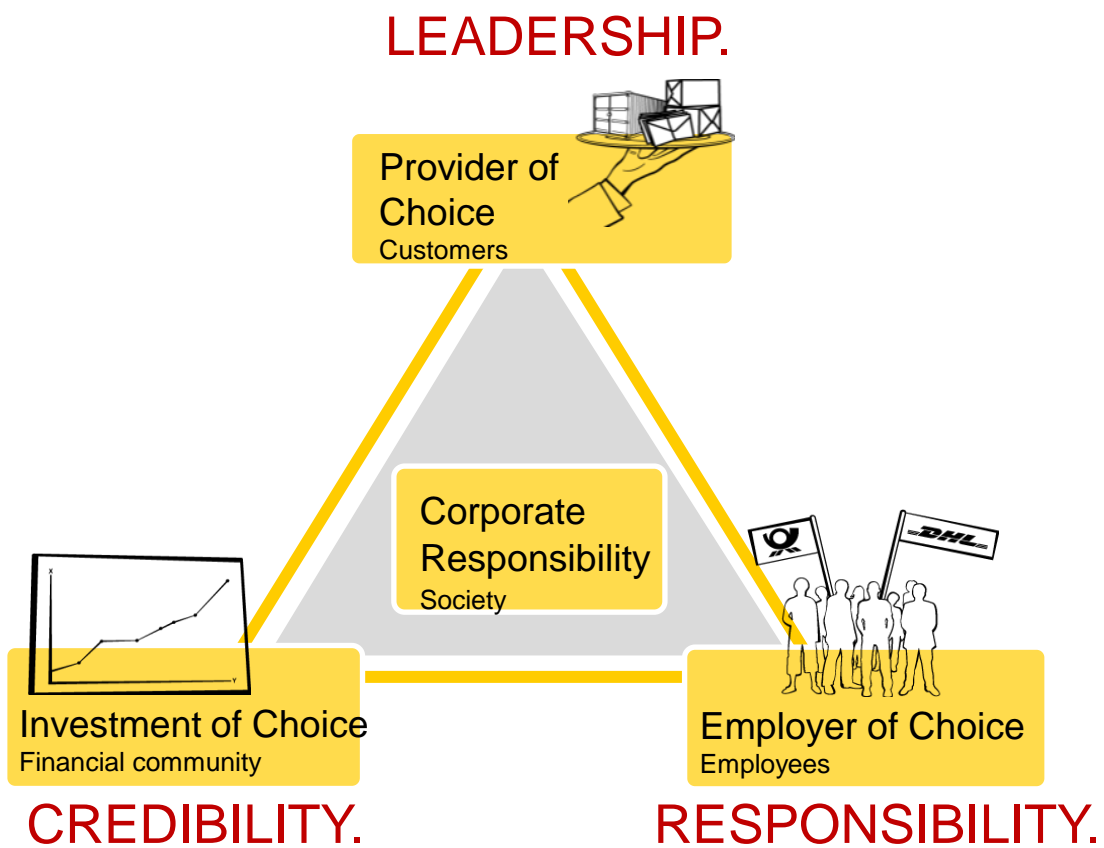 LEADERSHIP.
Provider of
Choice
Customers
Corporate
Responsibility
Society
DHL
X
Y
Investment of Choice
Financial community
Employer of Choice
Employees
CREDIBILITY.
RESPONSIBILITY.